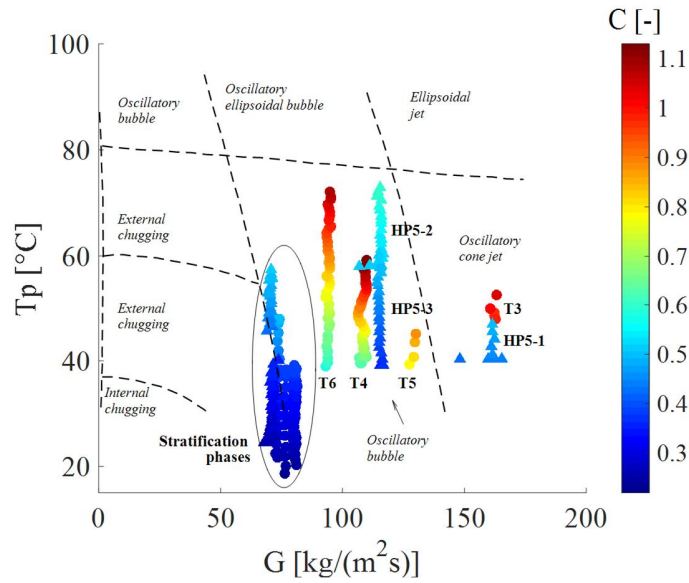 C [-]
Tp [°C]
100
80
60
40
20
Oscillatory
bubble
Oscillatory
ellipsoidal bubble
Ellipsoidal
jet
External
chugging
External
chugging
Internal
chugging
Stratification
phases
T6
T4
T5
HP5-2
HP5-3
Oscillatory
cone jet
T3
HP5-1
Oscillatory
bubble
0
50
100
150
200
G [kg/(m²s)]
1.1
1
0.9
0.8
0.7
0.6
0.5
0.4
0.3